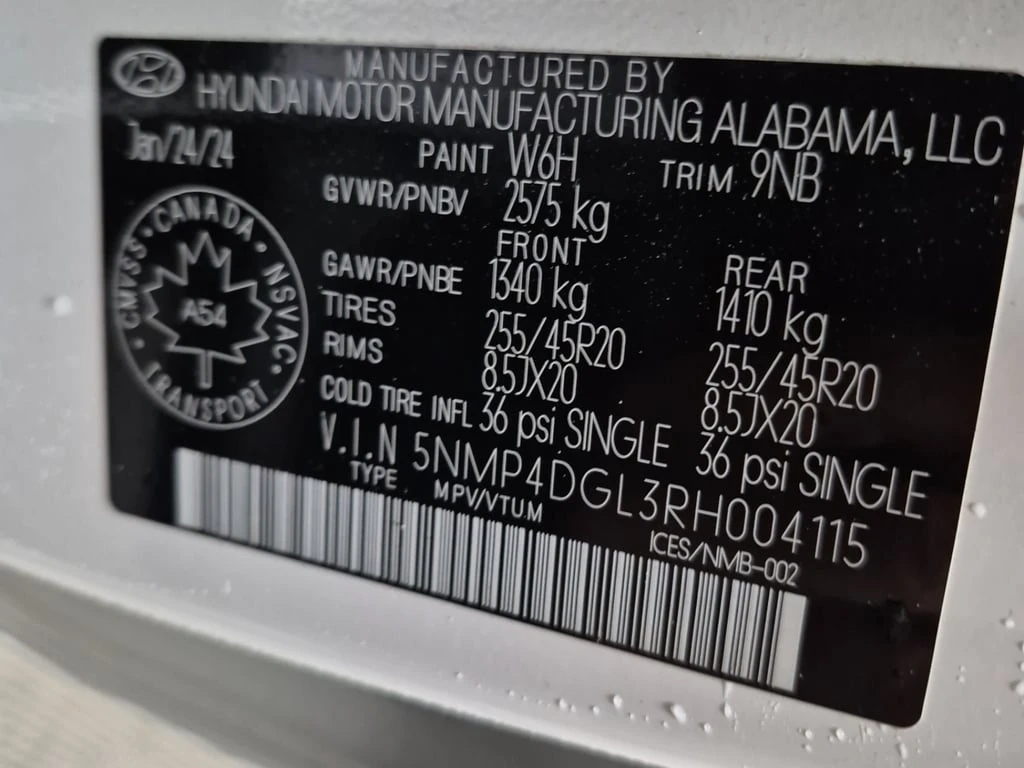 MANUFACTURED BY
HYUNDAI MOTOR MANUFACTURING ALABAMA, LLC
Jan/24/24
PAINT W6H TRIM 9NB
GVWR/PNBV 2575 kg
FRONT REAR
GAWR/PNBE 1340 kg 1410 kg
TIRES 255/45R20 255/45R20
RIMS 8.5JX20 8.5JX20
COLD TIRE INFL 36 psi SINGLE 36 psi SINGLE
V.I.N 5NMP4DGL3RH004115
TYPE MPV/VTUM
ICES/NMB-002
CMVSS • CANADA • NSVAC • TRANSPORT •
A54